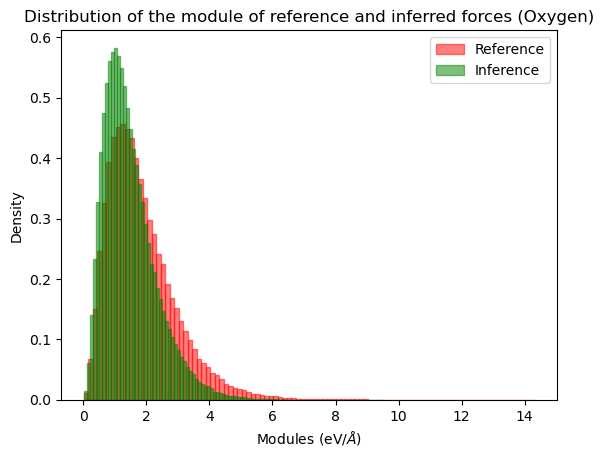 Distribution of the module of reference and inferred forces (Oxygen)
Reference
Inference
Density
0.6
0.5
0.4
0.3
0.2
0.1
0.0
0 2 4 6 8 10 12 14
Modules (eV/Å)